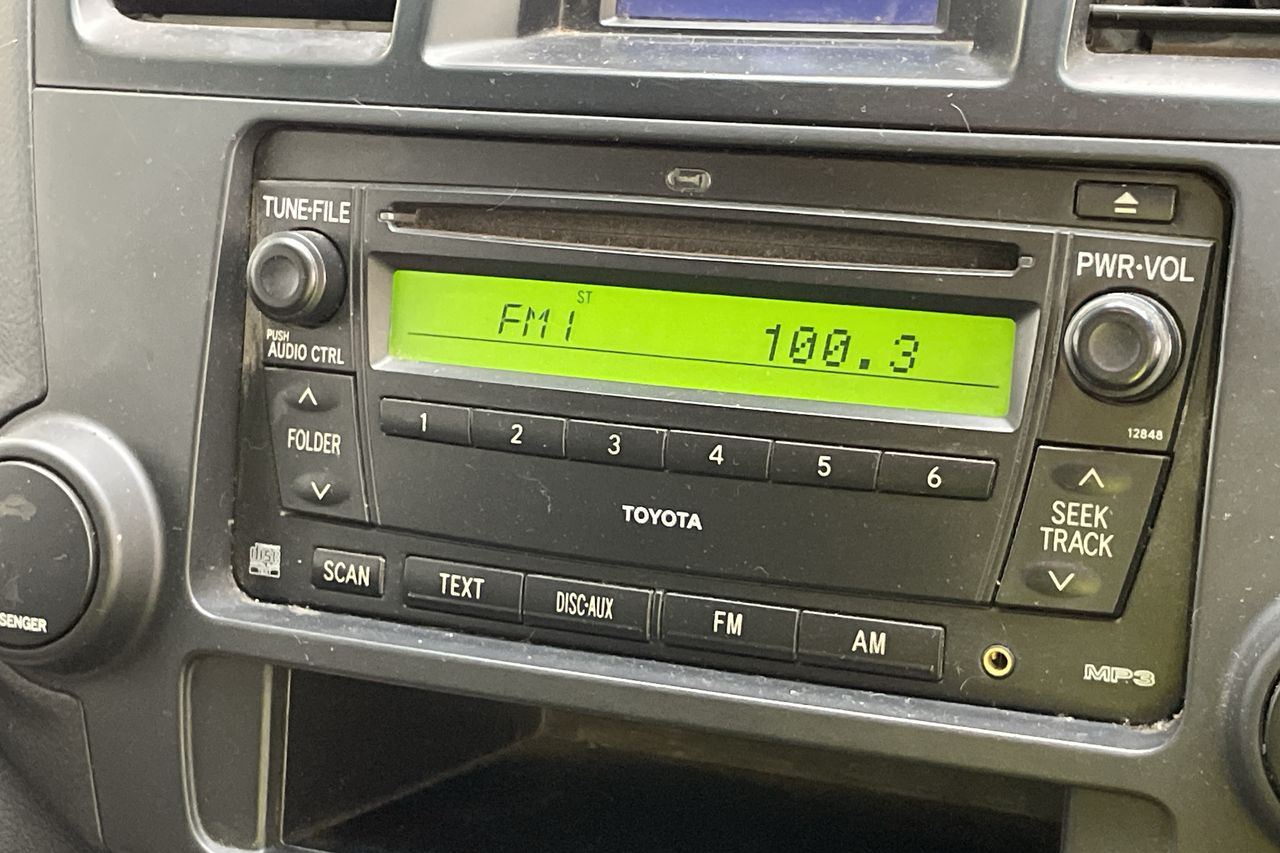 TUNE•FILE
PWR•VOL
ST
FM1 100.3
PUSH
AUDIO CTRL
FOLDER
1 2 3 4 5 6
12848
TOYOTA
SEEK
TRACK
SCAN
TEXT
DISC•AUX
FM
AM
MP3
SENGER